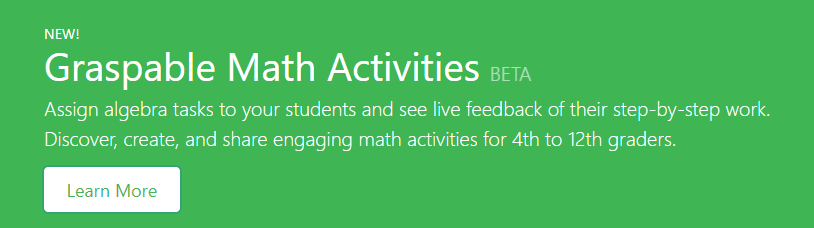 NEW!
Graspable Math Activities BETA
Assign algebra tasks to your students and see live feedback of their step-by-step work.
Discover, create, and share engaging math activities for 4th to 12th graders.
Learn More